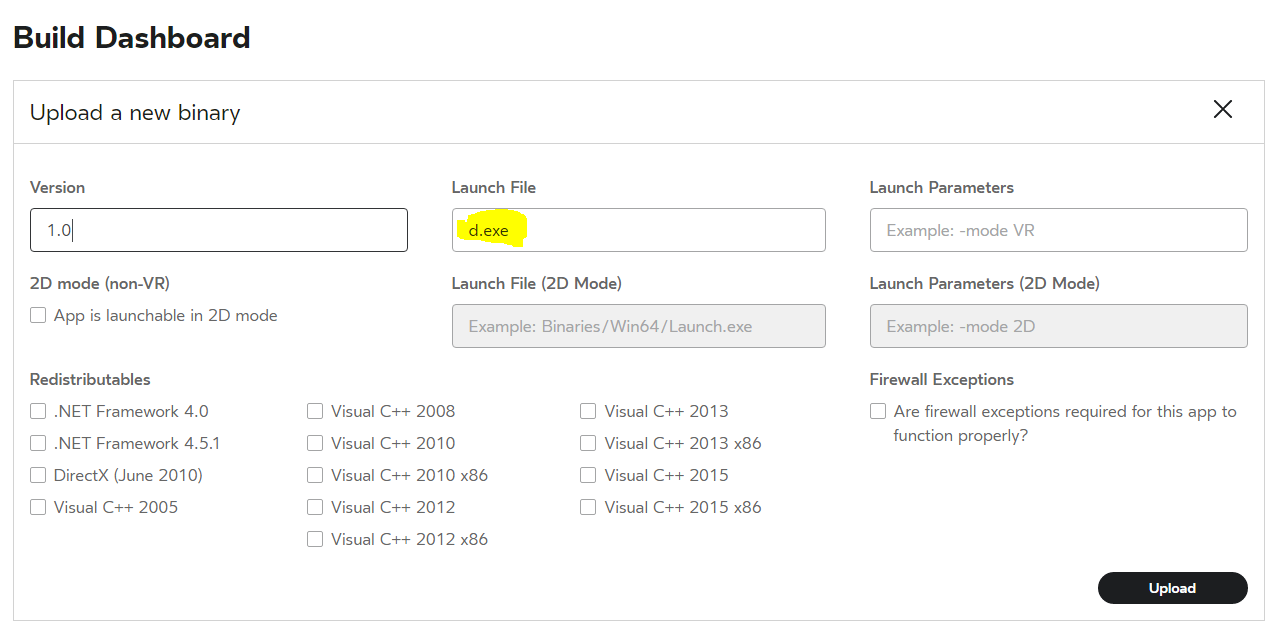 Build Dashboard
Upload a new binary
Version
Launch File
Launch Parameters
1.0
d.exe
Example: -mode VR
2D mode (non-VR)
Launch File (2D Mode)
Launch Parameters (2D Mode)
App is launchable in 2D mode
Example: Binaries/Win64/Launch.exe
Example: -mode 2D
Redistributables
Firewall Exceptions
.NET Framework 4.0
Visual C++ 2008
Visual C++ 2013
Are firewall exceptions required for this app to
function properly?
.NET Framework 4.5.1
Visual C++ 2010
Visual C++ 2013 x86
DirectX (June 2010)
Visual C++ 2010 x86
Visual C++ 2015
Visual C++ 2005
Visual C++ 2012
Visual C++ 2015 x86
Visual C++ 2012 x86
Upload